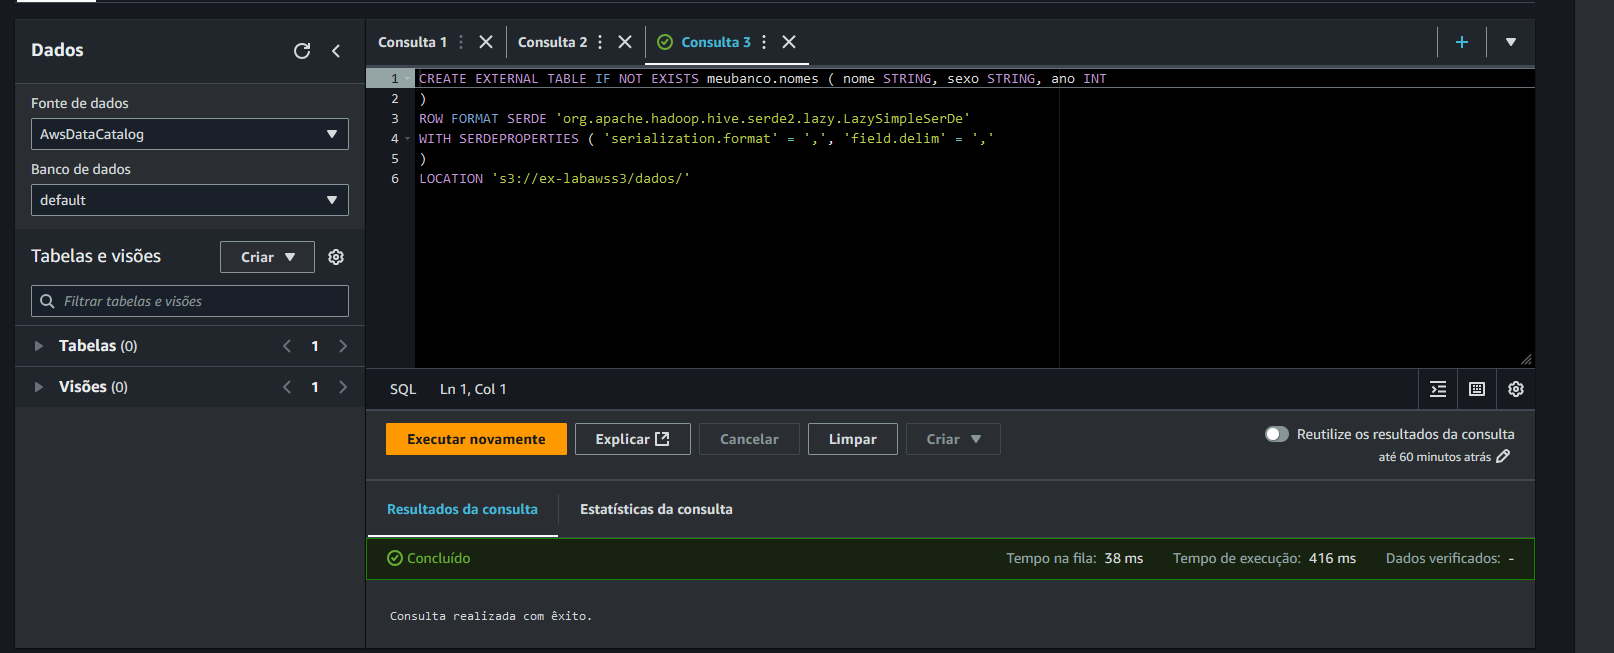 Dados
Fonte de dados
AwsDataCatalog
Banco de dados
default
Tabelas e visões
Criar
Filtrar tabelas e visões
Tabelas (0)
1
Visões (0)
1
Consulta 1
Consulta 2
Consulta 3
1 CREATE EXTERNAL TABLE IF NOT EXISTS meubanco.nomes ( nome STRING, sexo STRING, ano INT
2 )
3 ROW FORMAT SERDE 'org.apache.hadoop.hive.serde2.lazy.LazySimpleSerDe'
4 WITH SERDEPROPERTIES ( 'serialization.format' = ',', 'field.delim' = ','
5 )
6 LOCATION 's3://ex-labawss3/dados/'
SQL Ln 1, Col 1
Executar novamente
Explicar
Cancelar
Limpar
Criar
Reutilize os resultados da consulta
até 60 minutos atrás
Resultados da consulta
Estatísticas da consulta
Concluído
Tempo na fila: 38 ms
Tempo de execução: 416 ms
Dados verificados: -
Consulta realizada com êxito.